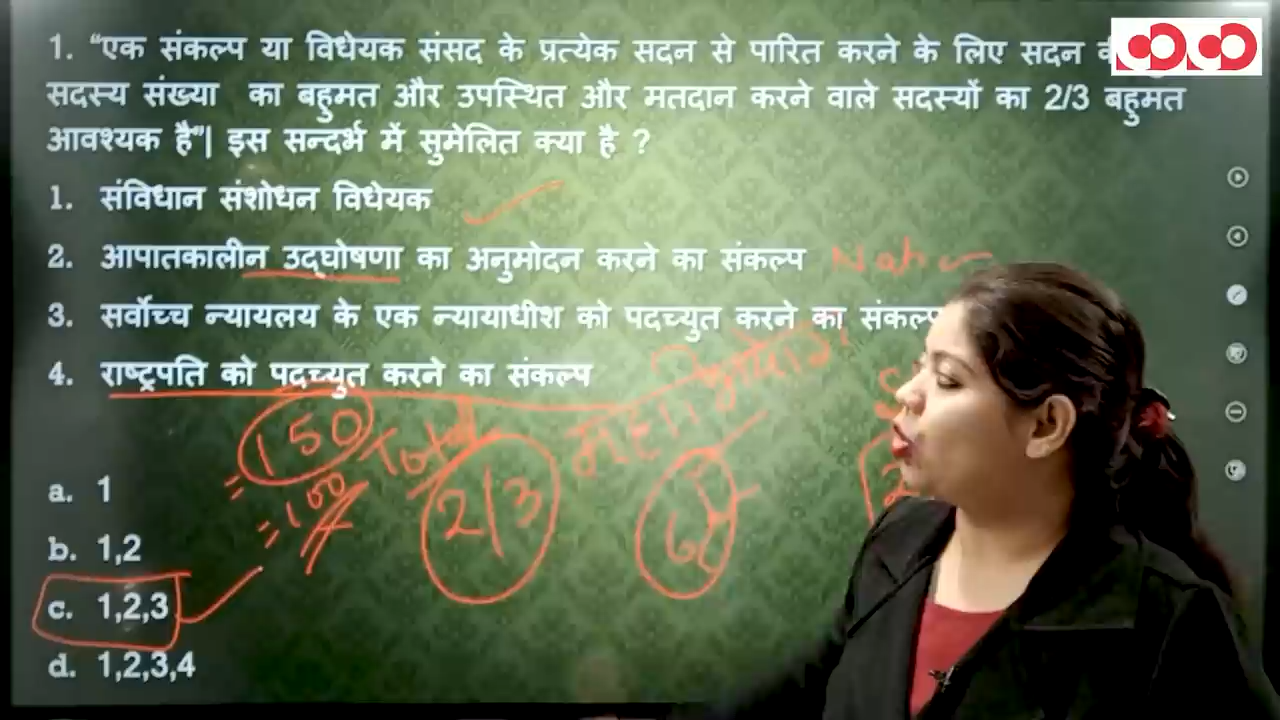 1. “एक संकल्प या विधेयक संसद के प्रत्येक सदन से पारित करने के लिए सदन
सदस्य संख्या का बहुमत और उपस्थित और मतदान करने वाले सदस्यों का 2/3 बहुमत
आवश्यक है”| इस सन्दर्भ में सुमेलित क्या है ?
1. संविधान संशोधन विधेयक
2. आपातकालीन उद्घोषणा का अनुमोदन करने का संकल्प
3. सर्वोच्च न्यायलय के एक न्यायाधीश को पदच्युत करने का संकल्प
4. राष्ट्रपति को पदच्युत करने का संकल्प
महाभियोग
150
100
2/3
a. 1
b. 1,2
c. 1,2,3
d. 1,2,3,4